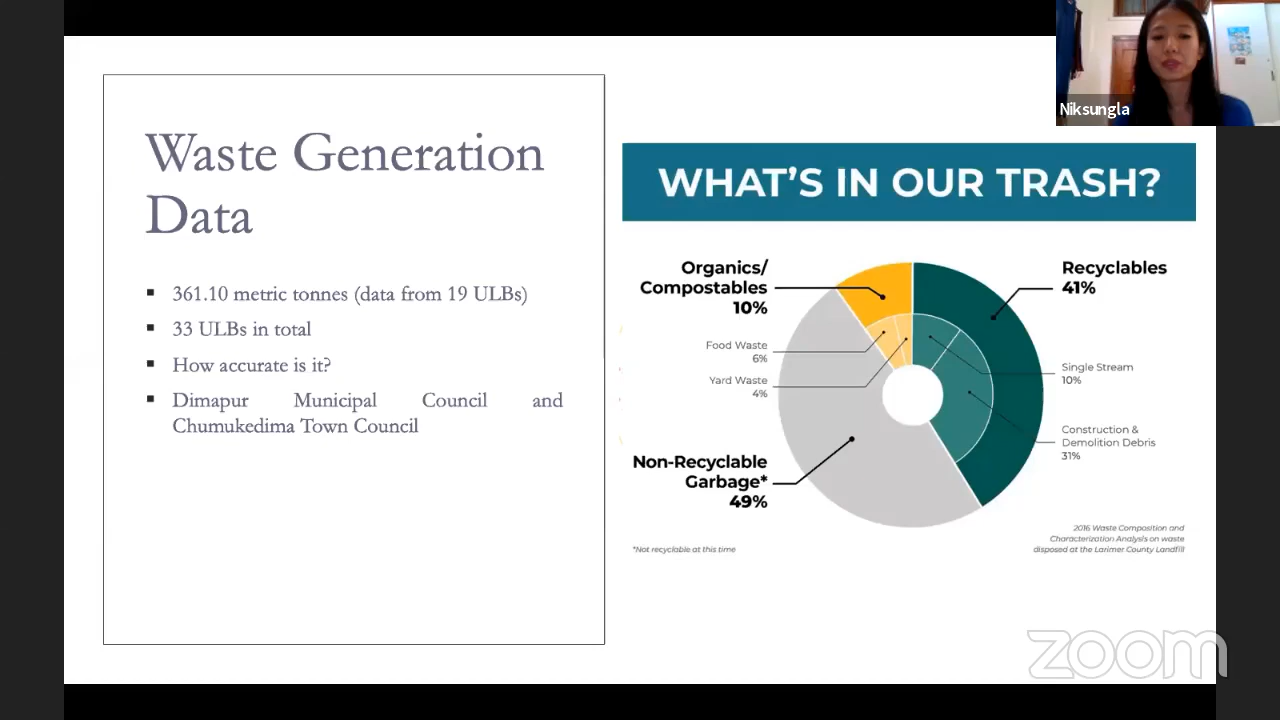 Niksungla
Waste Generation
Data
▪ 361.10 metric tonnes (data from 19 ULBs)
▪ 33 ULBs in total
▪ How accurate is it?
▪ Dimapur Municipal Council and
Chumukedima Town Council
WHAT'S IN OUR TRASH?
Organics/
Compostables
10%
Food Waste
6%
Yard Waste
4%
Non-Recyclable
Garbage*
49%
*Not recyclable at this time
Recyclables
41%
Single Stream
10%
Construction &
Demolition Debris
31%
2016 Waste Composition and
Characterization Analysis on waste
disposed at the Larimer County Landfill
zoom